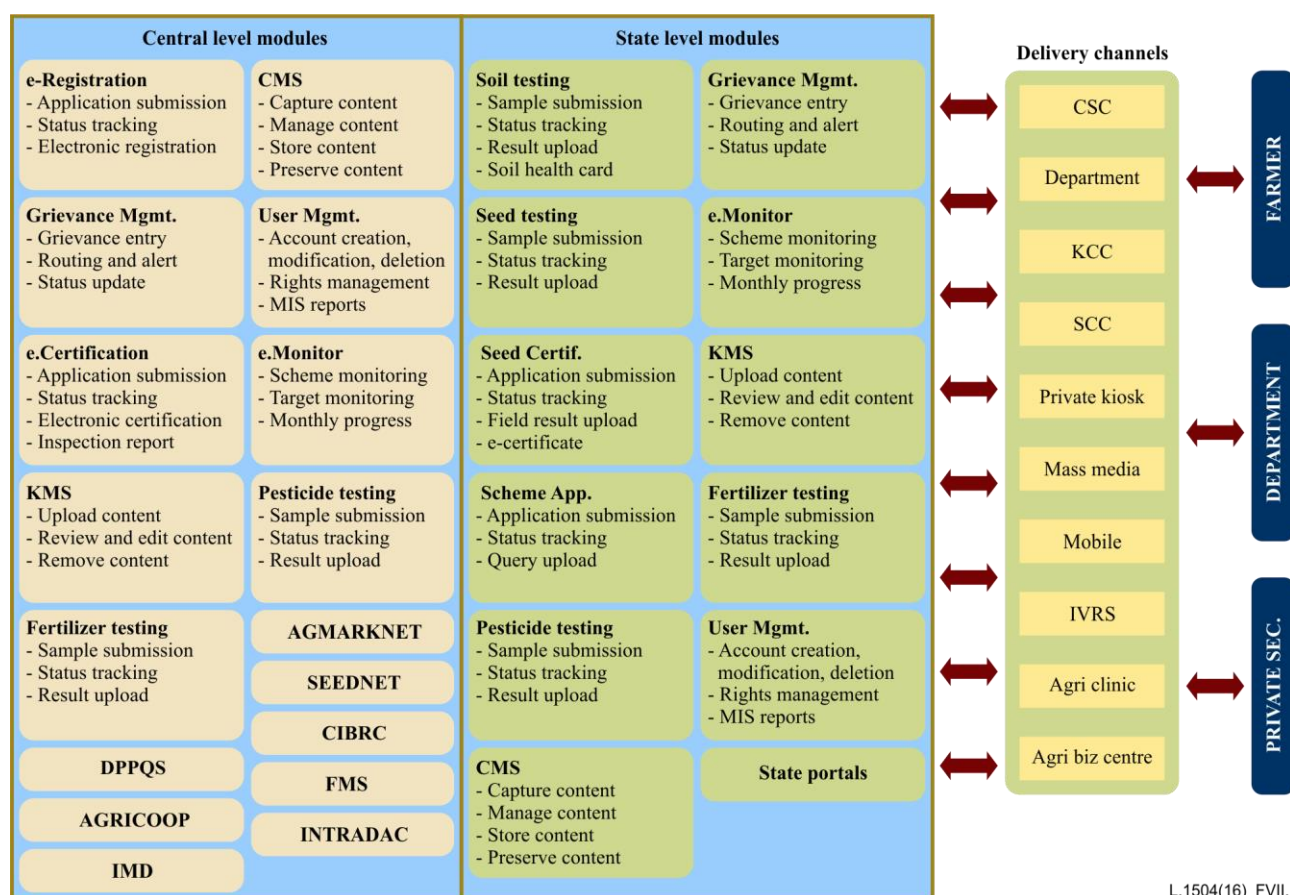 Central level modules
e-Registration
- Application submission
- Status tracking
- Electronic registration
CMS
- Capture content
- Manage content
- Store content
- Preserve content
Grievance Mgmt.
- Grievance entry
- Routing and alert
- Status update
User Mgmt.
- Account creation,
modification, deletion
- Rights management
- MIS reports
e.Certification
- Application submission
- Status tracking
- Electronic certification
- Inspection report
e.Monitor
- Scheme monitoring
- Target monitoring
- Monthly progress
KMS
- Upload content
- Review and edit content
- Remove content
Pesticide testing
- Sample submission
- Status tracking
- Result upload
Fertilizer testing
- Sample submission
- Status tracking
- Result upload
AGMARKNET
SEEDNET
CIBRC
DPPQS
FMS
AGRICOOP
INTRADAC
IMD
State level modules
Soil testing
- Sample submission
- Status tracking
- Result upload
- Soil health card
Grievance Mgmt.
- Grievance entry
- Routing and alert
- Status update
Seed testing
- Sample submission
- Status tracking
- Result upload
e.Monitor
- Scheme monitoring
- Target monitoring
- Monthly progress
Seed Certif.
- Application submission
- Status tracking
- Field result upload
- e-certificate
KMS
- Upload content
- Review and edit content
- Remove content
Scheme App.
- Application submission
- Status tracking
- Query upload
Fertilizer testing
- Sample submission
- Status tracking
- Result upload
Pesticide testing
- Sample submission
- Status tracking
- Result upload
User Mgmt.
- Account creation,
modification, deletion
- Rights management
- MIS reports
CMS
- Capture content
- Manage content
- Store content
- Preserve content
State portals
Delivery channels
CSC
Department
KCC
SCC
Private kiosk
Mass media
Mobile
IVRS
Agri clinic
Agri biz centre
FARMER
DEPARTMENT
PRIVATE SEC.
L.1504(16)_FVII.